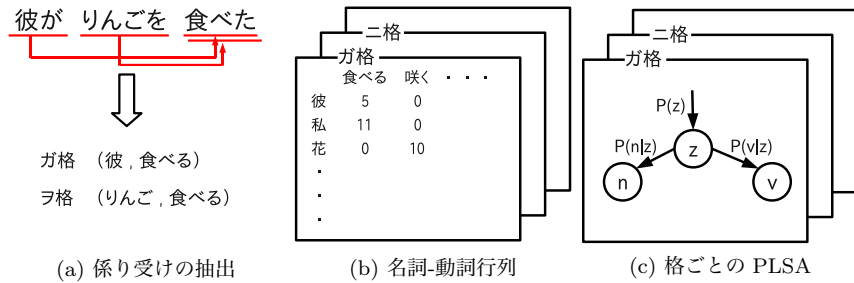 彼が りんごを 食べた
ガ格 (彼 , 食べる)
ヲ格 (りんご , 食べる)
(a) 係り受けの抽出
ニ格
ガ格
食べる 咲く ・ ・ ・
彼 5 0
私 11 0
花 0 10
・
・
・
(b) 名詞-動詞行列
ニ格
ガ格
P(z)
P(n|z) z P(v|z)
n v
(c) 格ごとの PLSA